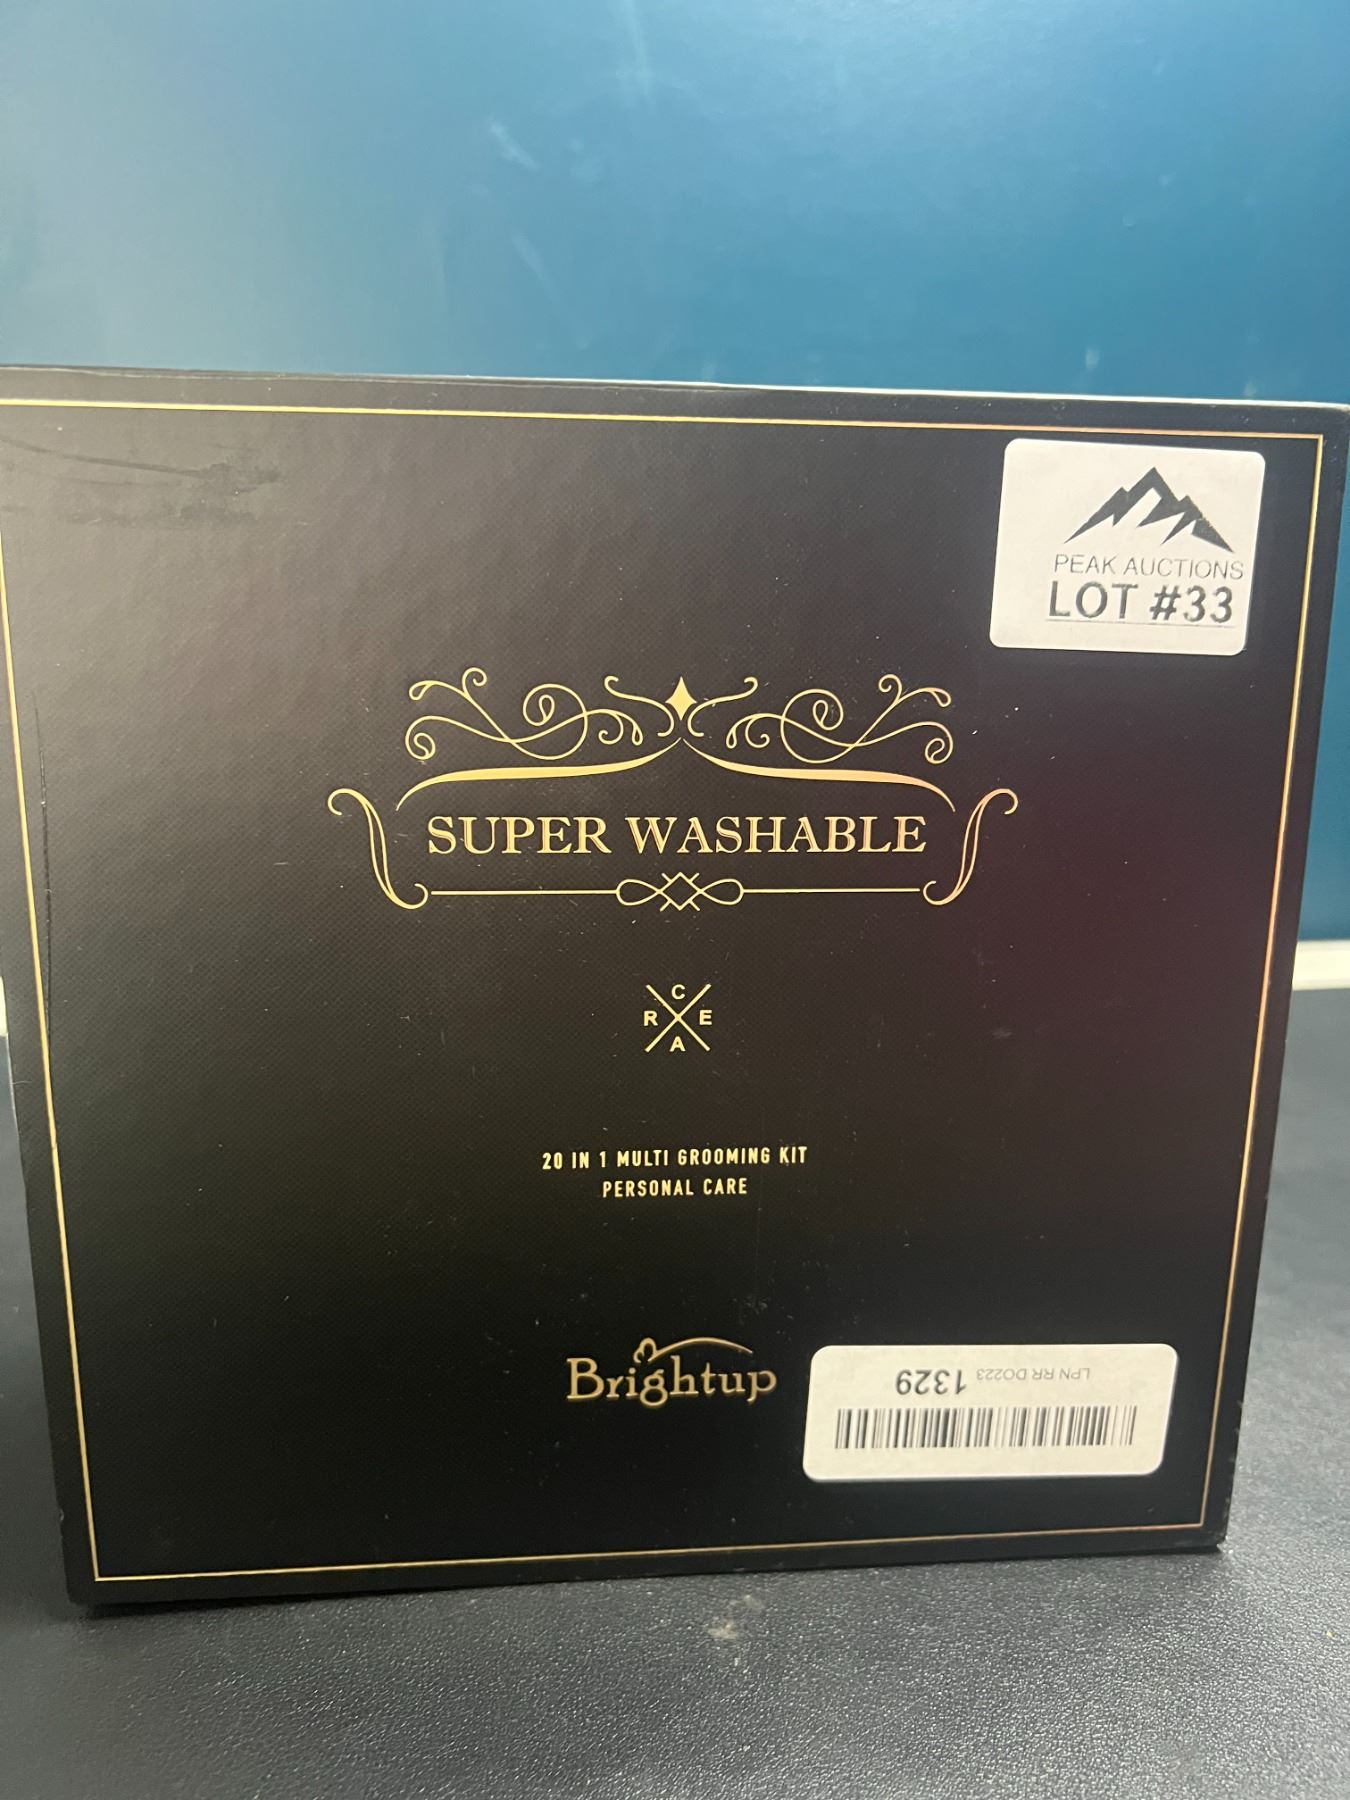 PEAK AUCTIONS
LOT #33
SUPER WASHABLE
C
R E
A
20 IN 1 MULTI GROOMING KIT
PERSONAL CARE
Brightup
LPN RR DO223 1329